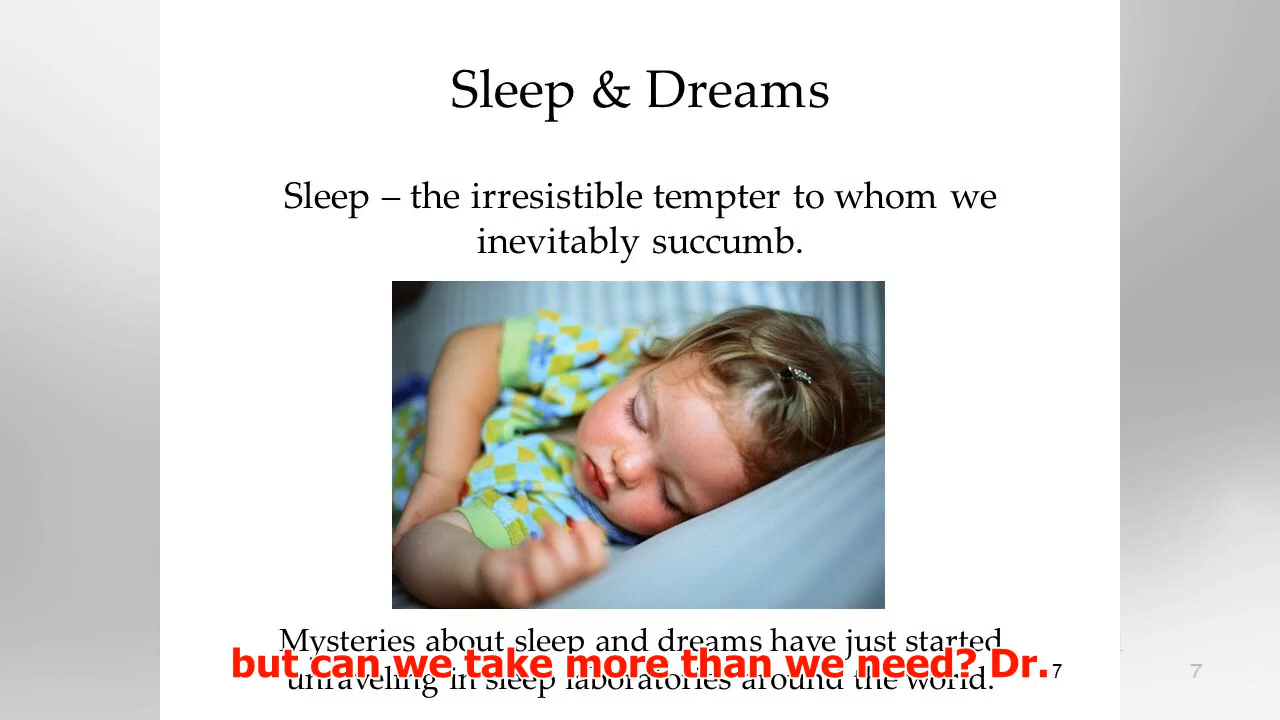 Sleep & Dreams
Sleep – the irresistible tempter to whom we
inevitably succumb.
Mysteries about sleep and dreams have just started
but can we take more than we need? Dr.
7
7
unraveling in sleep laboratories around the world.